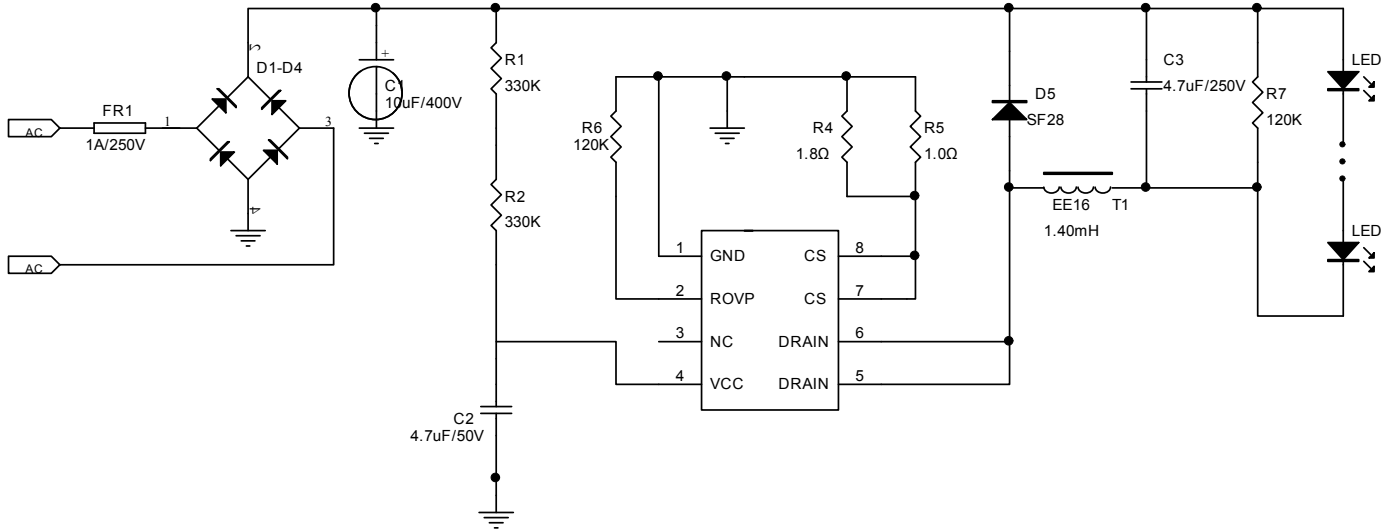 2
D1-D4
FR1
AC
1A/250V
1
3
4
AC
C1
+
10uF/400V
R1
330K
R2
330K
C2
4.7uF/50V
R6
120K
R4
1.8Ω
R5
1.0Ω
1 GND CS 8
2 ROVP CS 7
3 NC DRAIN 6
4 VCC DRAIN 5
D5
SF28
EE16 T1
1.40mH
C3
4.7uF/250V
R7
120K
LED
LED